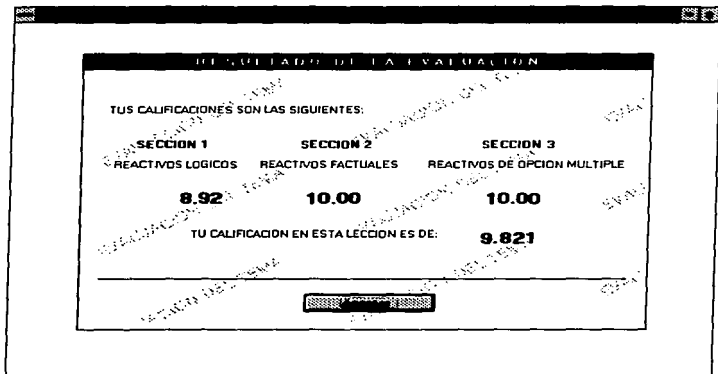 RESULTADO DE LA EVALUACION
TUS CALIFICACIONES SON LAS SIGUIENTES:
SECCION 1 SECCION 2 SECCION 3
REACTIVOS LOGICOS REACTIVOS FACTUALES REACTIVOS DE OPCION MULTIPLE
8.92 10.00 10.00
TU CALIFICACION EN ESTA LECCION ES DE: 9.821